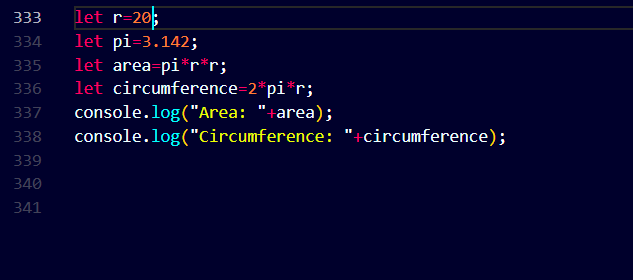 333 let r=20;
334 let pi=3.142;
335 let area=pi*r*r;
336 let circumference=2*pi*r;
337 console.log("Area: "+area);
338 console.log("Circumference: "+circumference);
339
340
341